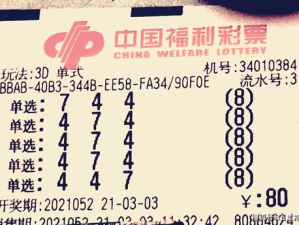 中国福利彩票
CHINA WELFARE LOTTERY
玩法:3D 单式
机号:34010384
BBAB-40B3-344B-EE58-FA34/90F0E
流水号:3
单选: 7 4 4 (8)
单选: 4 7 4 (8)
单选: 4 4 7 (8)
单选: 4 4 7 (8)
单选: 4 4 7 (8)
开奖期:2021052 21-03-03
¥:80